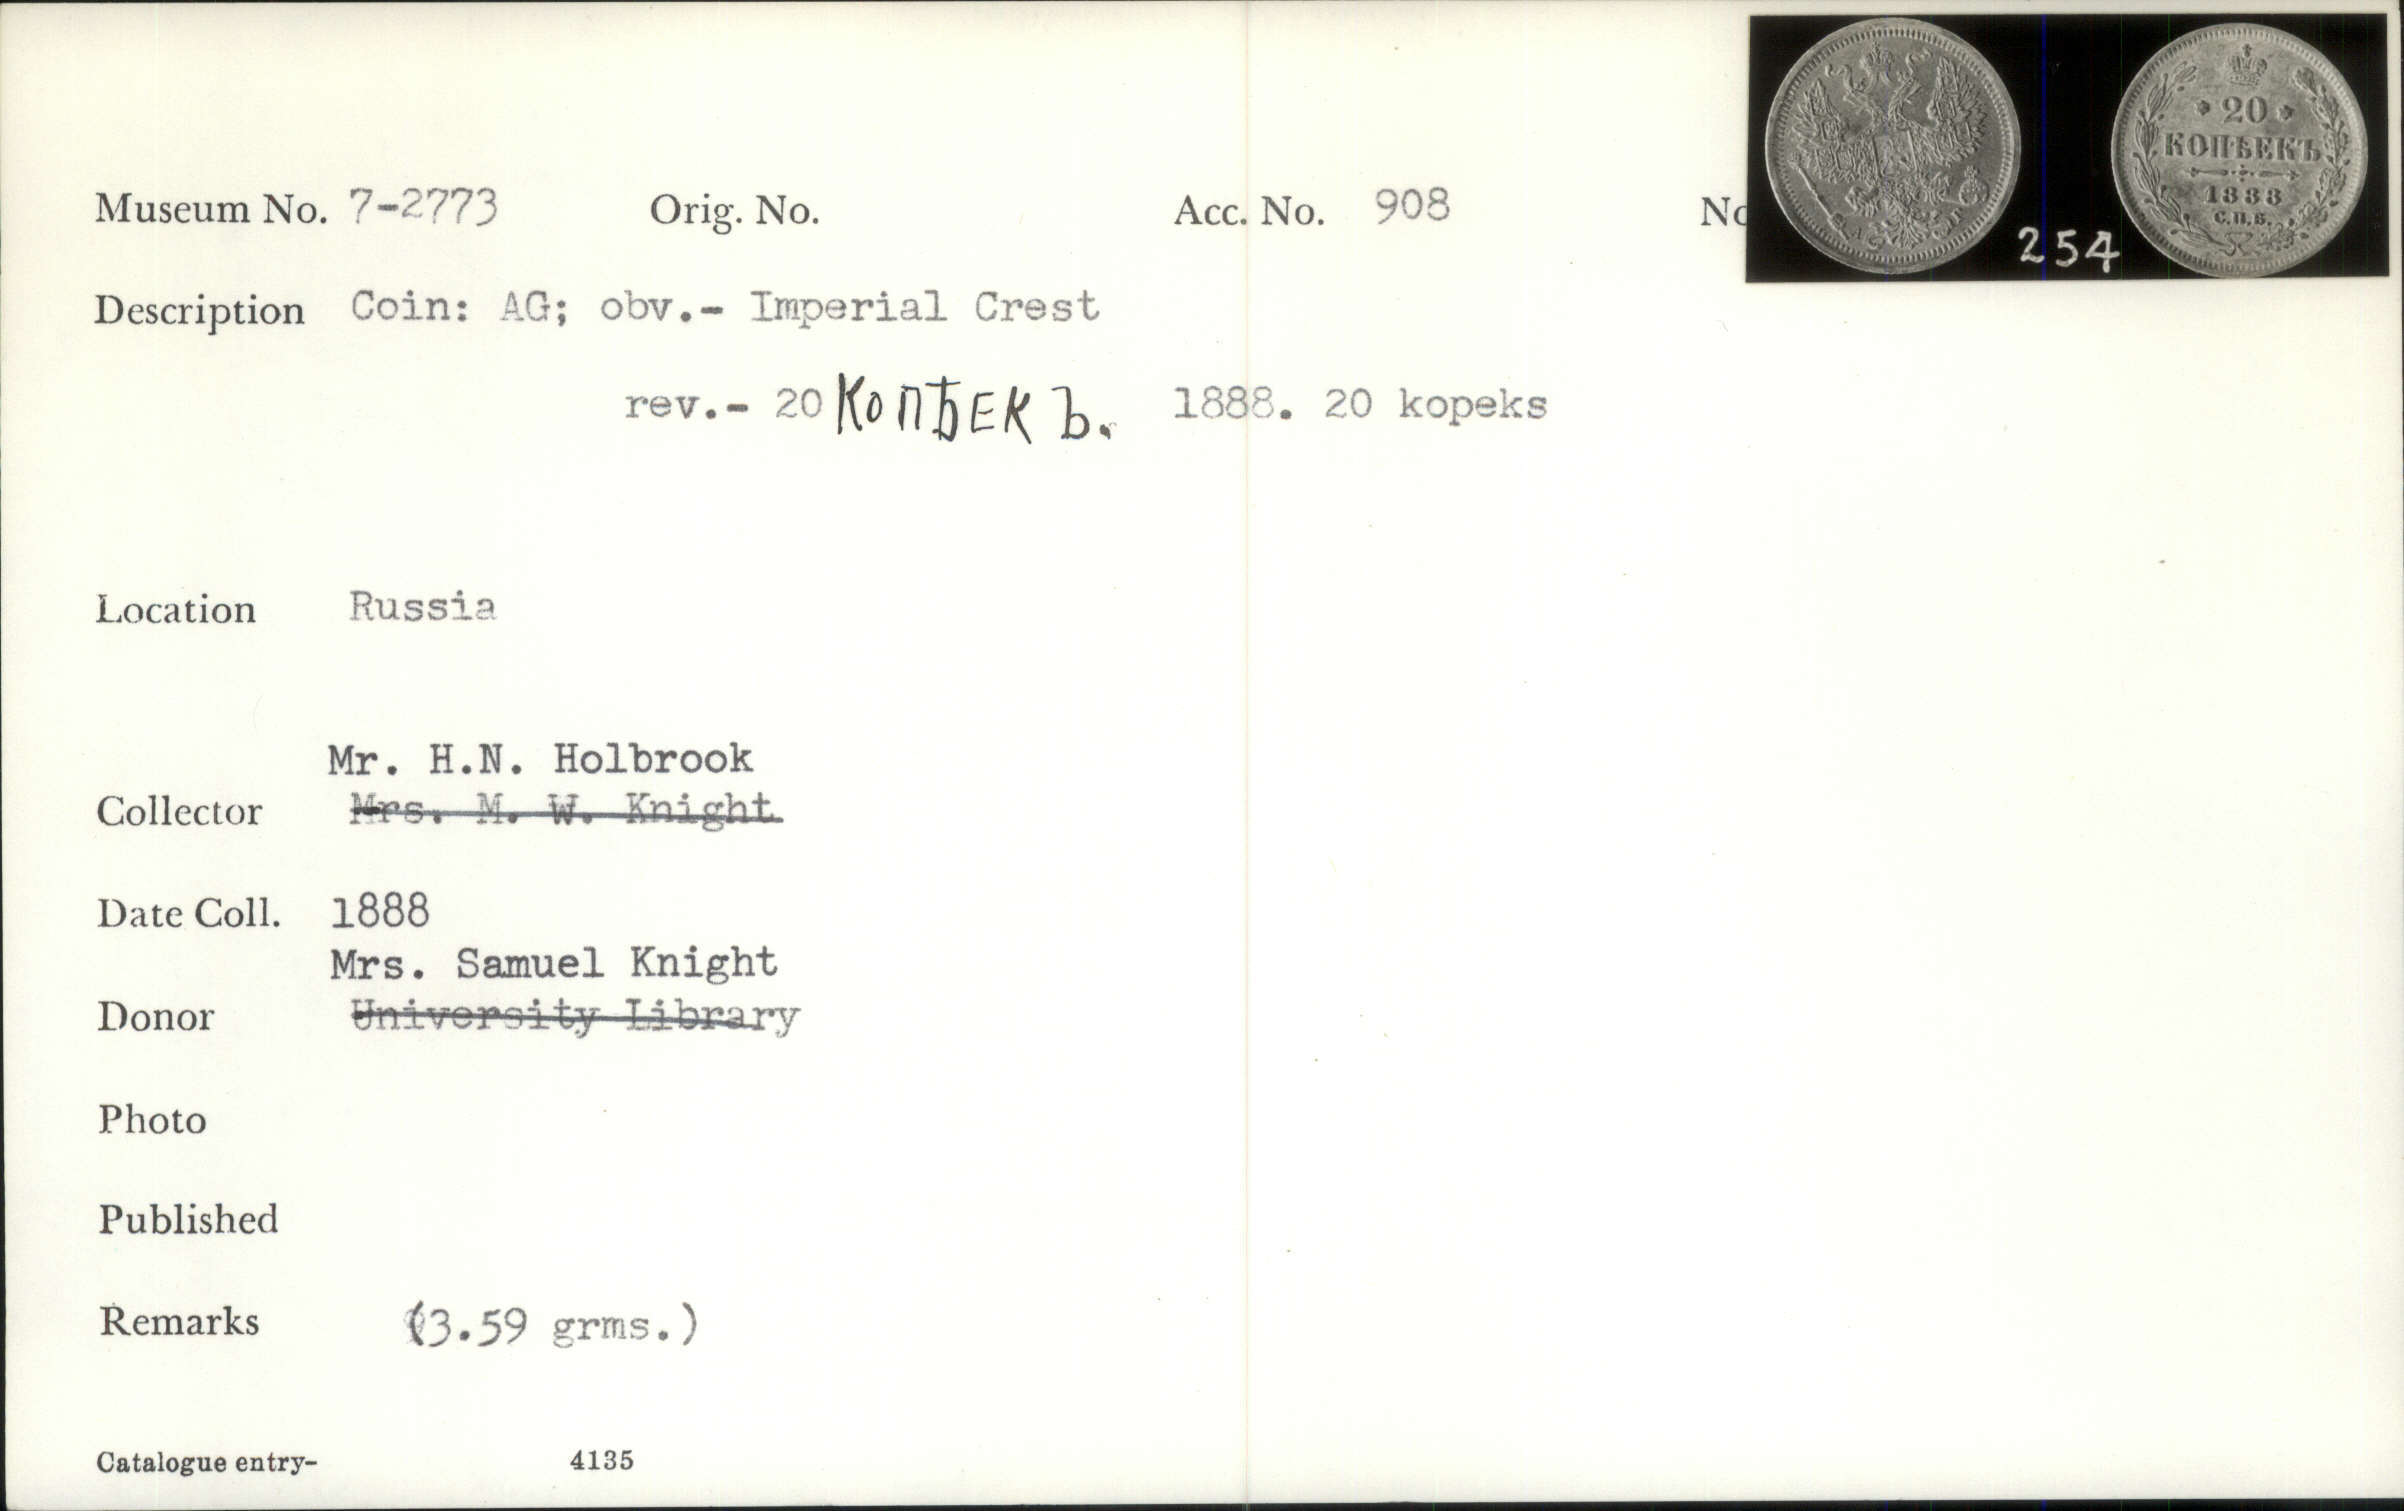 Museum No. 7-2773 Orig. No. Acc. No. 908 No
Description Coin: AG; obv.- Imperial Crest
rev.- 20 КОПѢЕКЪ. 1888. 20 kopeks
Location Russia
Mr. H.N. Holbrook
Collector Mrs. M. W. Knight
Date Coll. 1888
Mrs. Samuel Knight
Donor University Library
Photo
Published
Remarks (3.59 grms.)
Catalogue entry- 4135
254
20
КОПѢЕКЪ
1888
С.П.Б.